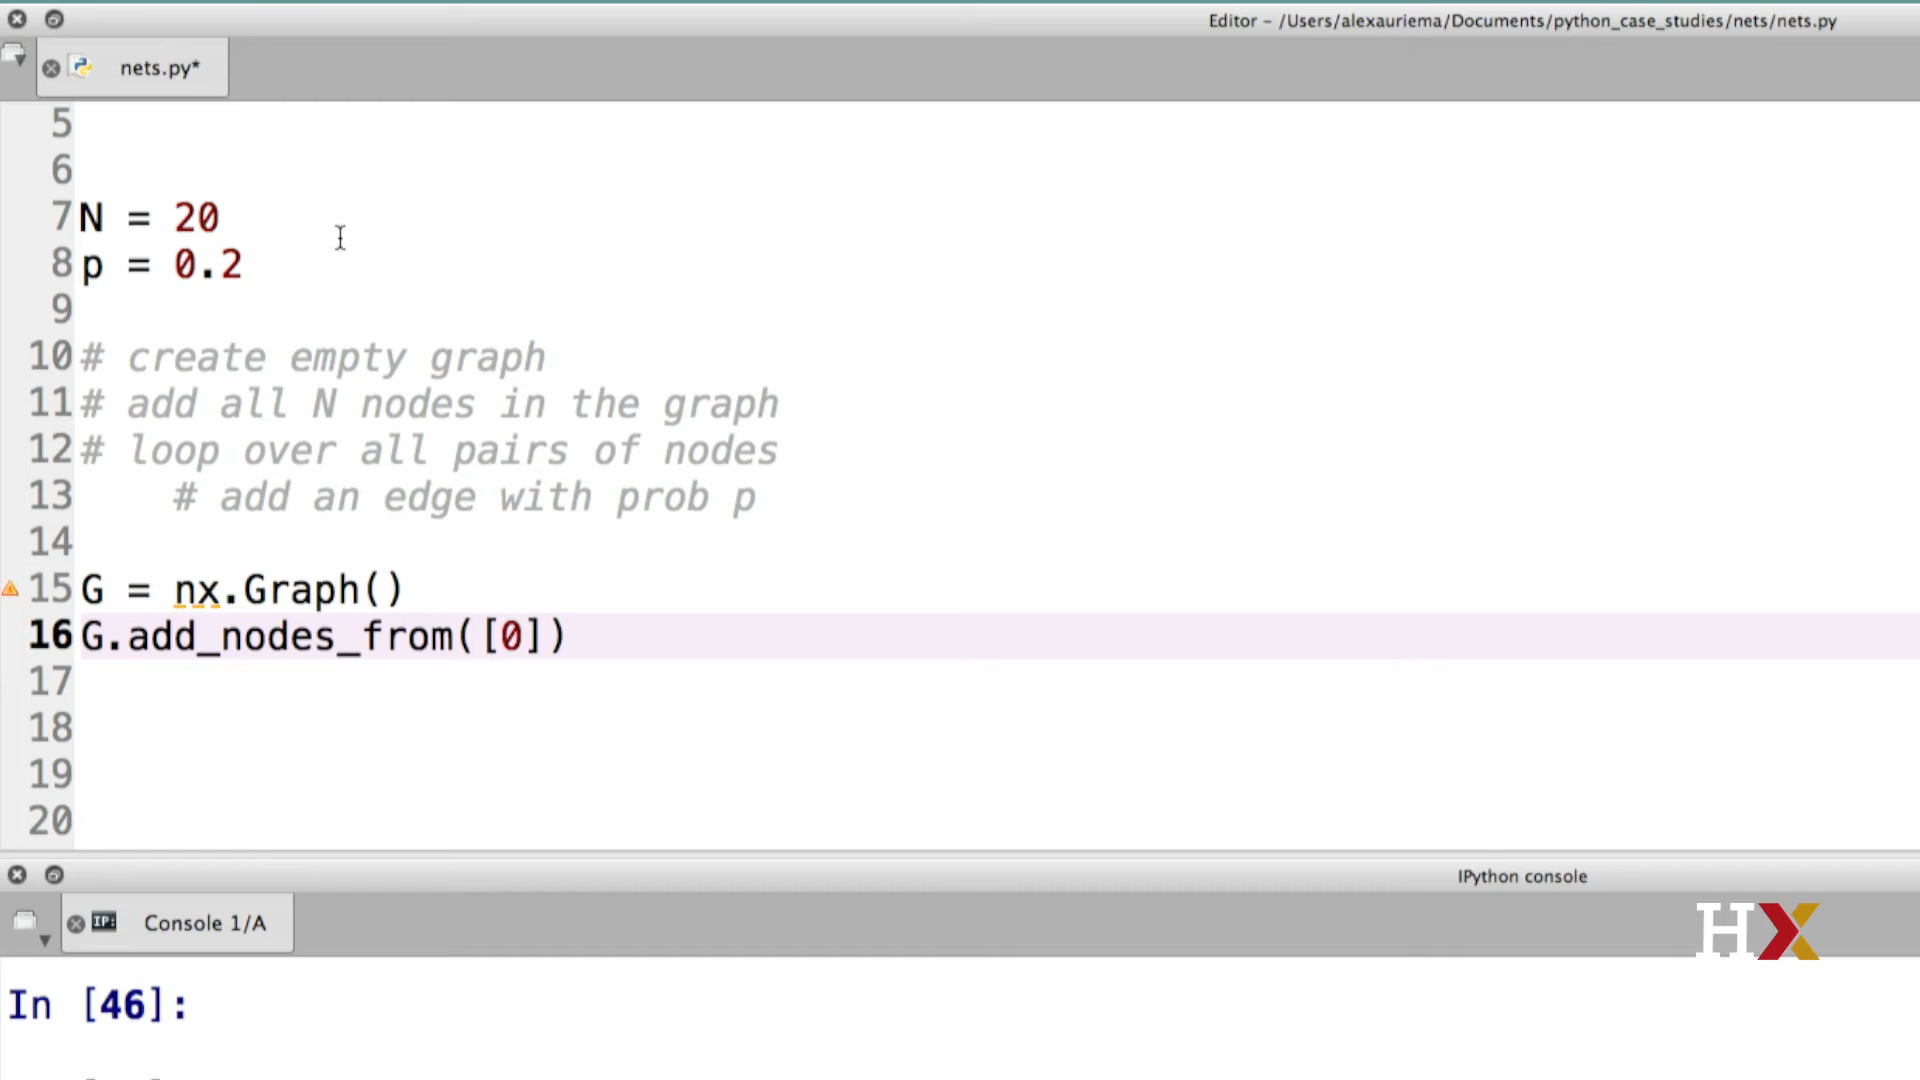 Editor – /Users/alexauriema/Documents/python_case_studies/nets/nets.py
nets.py*
5
6
7 N = 20
8 p = 0.2
9
10 # create empty graph
11 # add all N nodes in the graph
12 # loop over all pairs of nodes
13     # add an edge with prob p
14
15 G = nx.Graph()
16 G.add_nodes_from([0])
17
18
19
20
IPython console
IP:
Console 1/A
HX
In [46]: